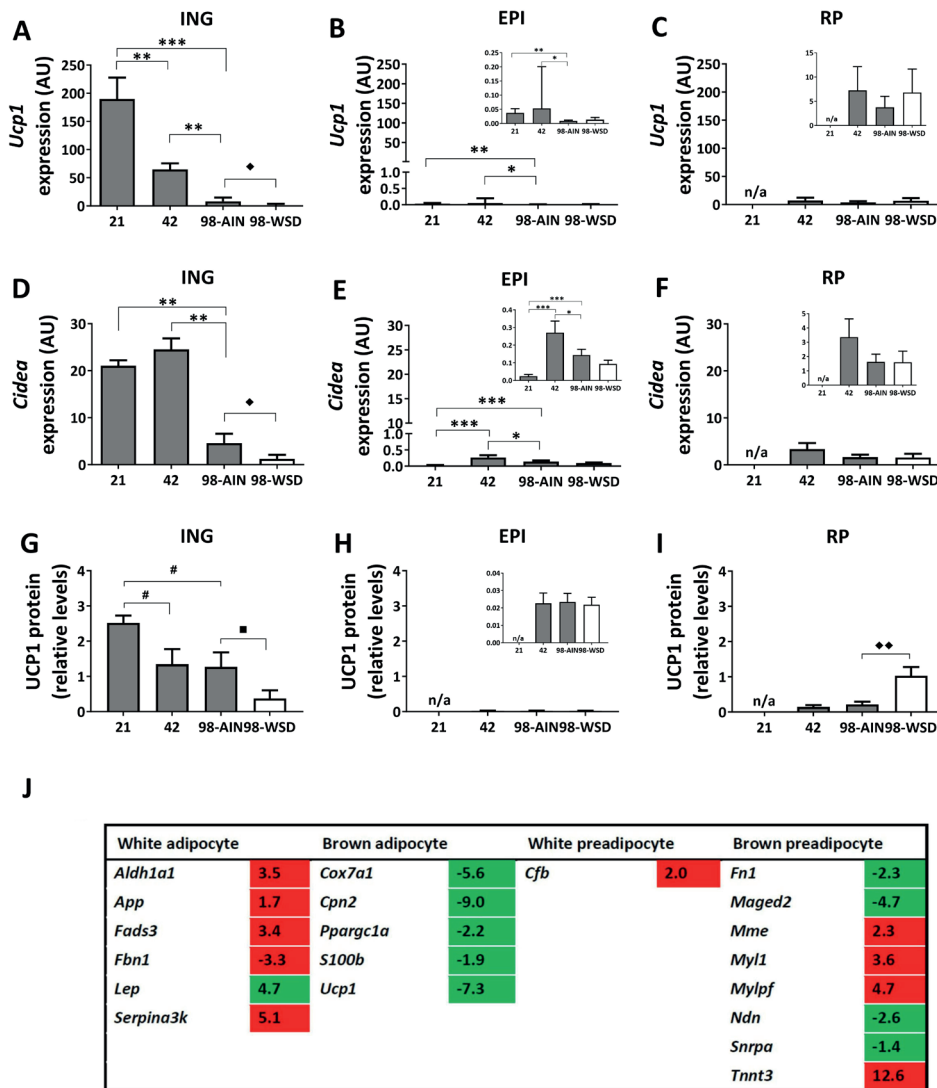 ING
EPI
RP
A
B
C
Ucp1
expression (AU)
250
200
150
100
50
0
***
**
**
◆
21
42
98-AIN
98-WSD
Ucp1
expression (AU)
250
200
150
100
50
1.0
0.5
0.0
**
*
21
42
98-AIN
98-WSD
0.25
0.20
0.15
0.10
0.05
0.00
**
*
21
42
98-AIN
98-WSD
Ucp1
expression (AU)
250
200
150
100
50
0
n/a
21
42
98-AIN
98-WSD
15
10
5
0
n/a
21
42
98-AIN
98-WSD
ING
EPI
RP
D
E
F
Cidea
expression (AU)
30
20
10
0
**
**
◆
21
42
98-AIN
98-WSD
Cidea
expression (AU)
30
25
20
15
10
5
1.0
0.5
0.0
***
***
*
21
42
98-AIN
98-WSD
0.4
0.3
0.2
0.1
0.0
***
***
*
21
42
98-AIN
98-WSD
Cidea
expression (AU)
30
20
10
0
n/a
21
42
98-AIN
98-WSD
5
4
3
2
1
0
n/a
21
42
98-AIN
98-WSD
ING
EPI
RP
G
H
I
UCP1 protein
(relative levels)
4
3
2
1
0
#
#
■
21
42
98-AIN
98-WSD
UCP1 protein
(relative levels)
4
3
2
1
0
n/a
21
42
98-AIN
98-WSD
0.04
0.03
0.02
0.01
0.00
n/a
21
42
98-AIN
98-WSD
UCP1 protein
(relative levels)
4
3
2
1
0
n/a
◆◆
21
42
98-AIN
98-WSD
J
White adipocyte Brown adipocyte White preadipocyte Brown preadipocyte
Aldh1a1 3.5 Cox7a1 -5.6 Cfb 2.0 Fn1 -2.3
App 1.7 Cpn2 -9.0 Maged2 -4.7
Fads3 3.4 Ppargc1a -2.2 Mme 2.3
Fbn1 -3.3 S100b -1.9 Myl1 3.6
Lep 4.7 Ucp1 -7.3 Mylpf 4.7
Serpina3k 5.1 Ndn -2.6
Snrpa -1.4
Tnnt3 12.6